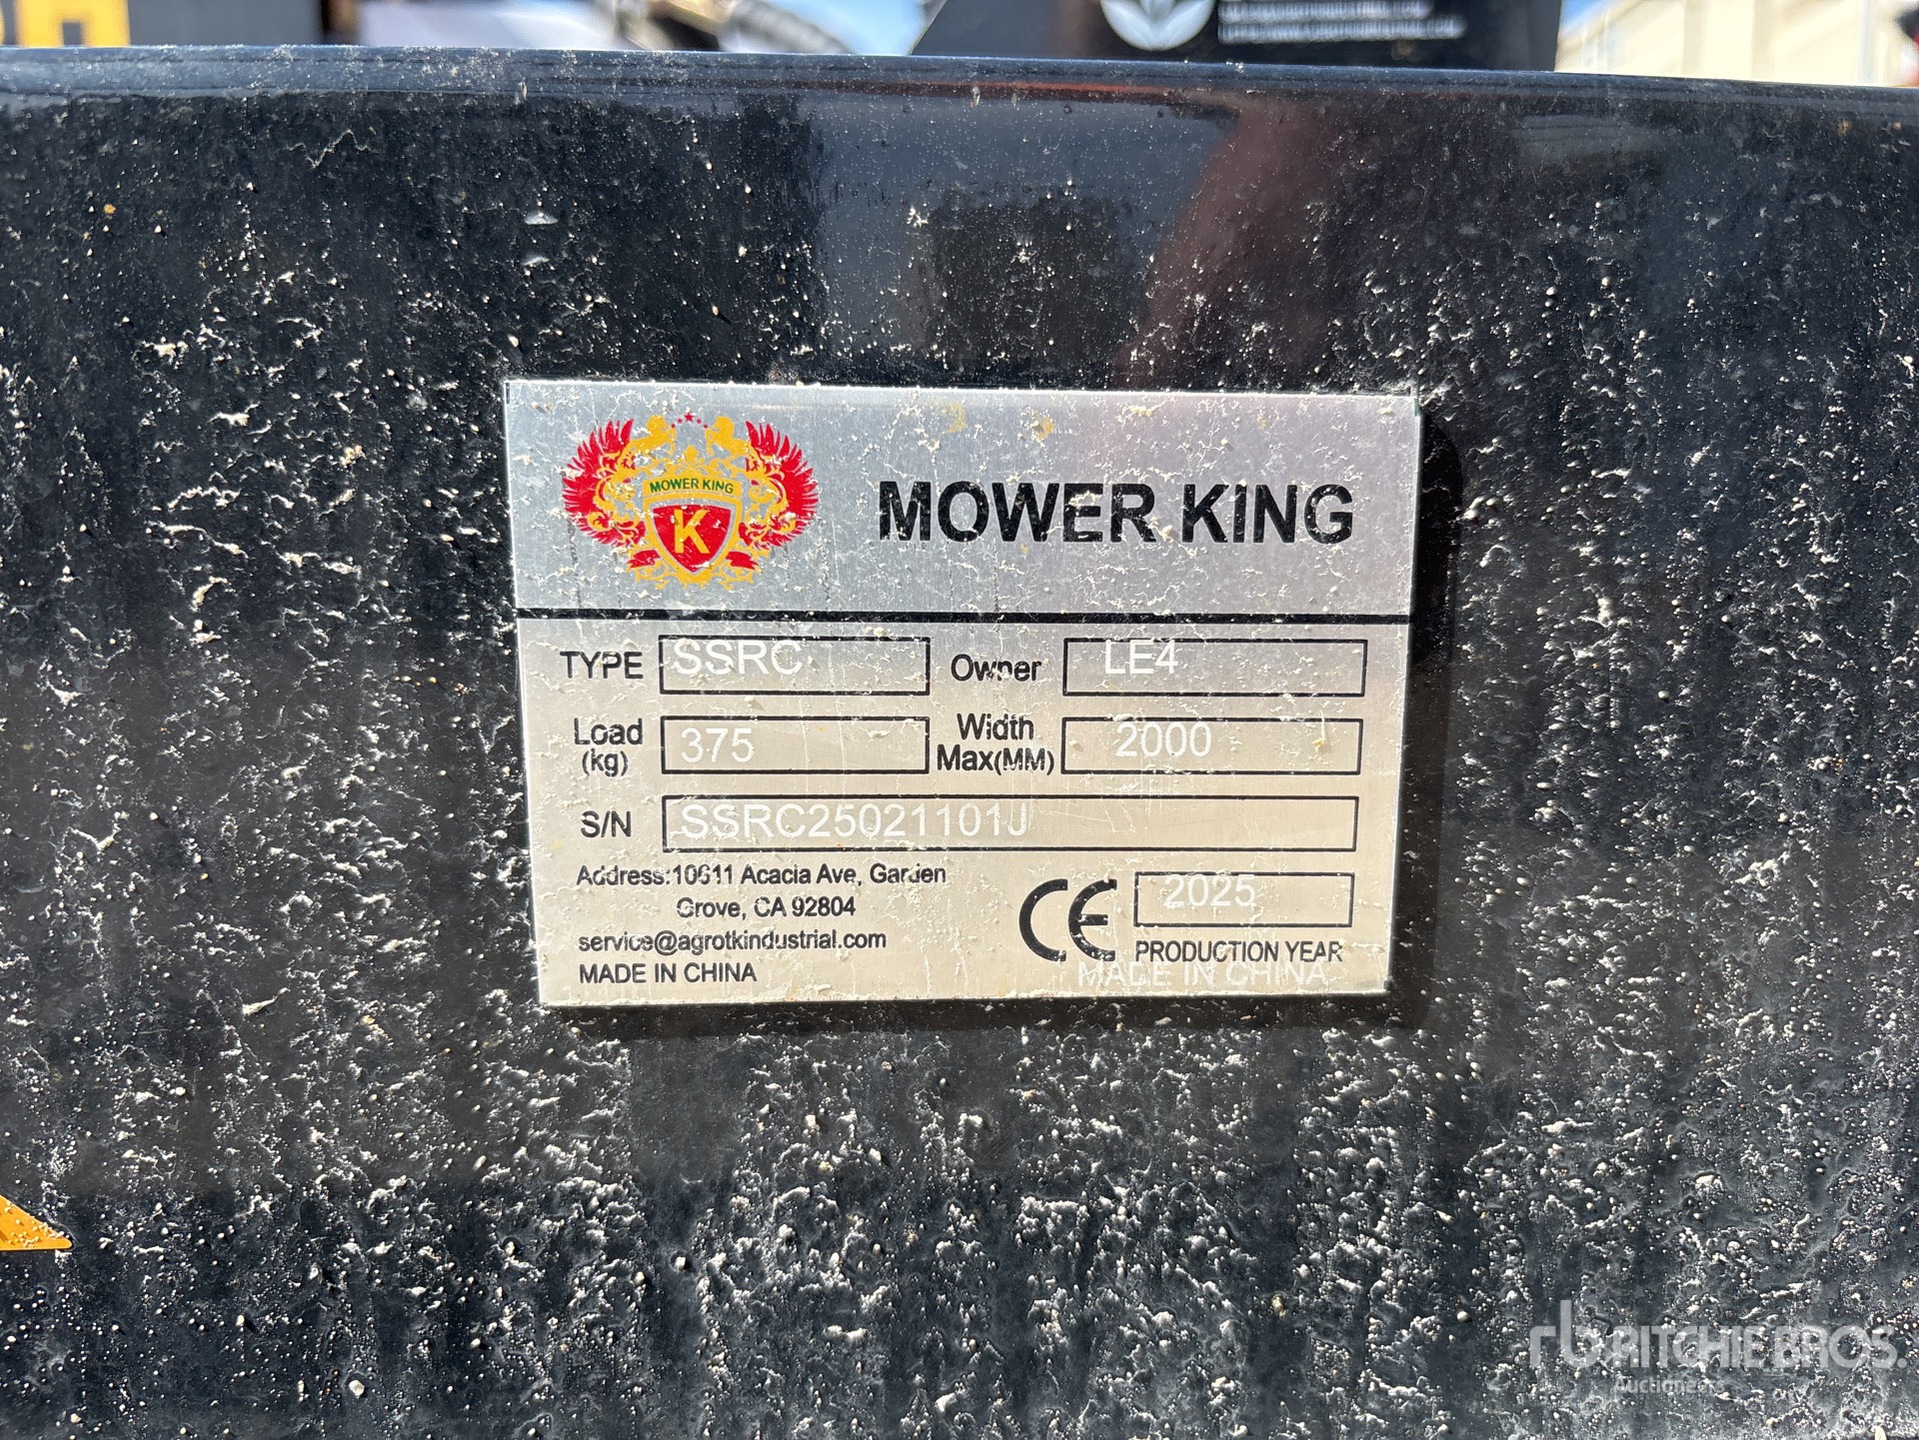 MOWER KING
K
MOWER KING
TYPE SSRC Owner LE4
Load (kg) 375 Width Max(MM) 2000
S/N SSRC25021101J
Address:10611 Acacia Ave, Garden
Grove, CA 92804
service@agrotkindustrial.com
MADE IN CHINA
CE 2025
PRODUCTION YEAR
MADE IN CHINA
rb RITCHIE BROS.
Auctioneers